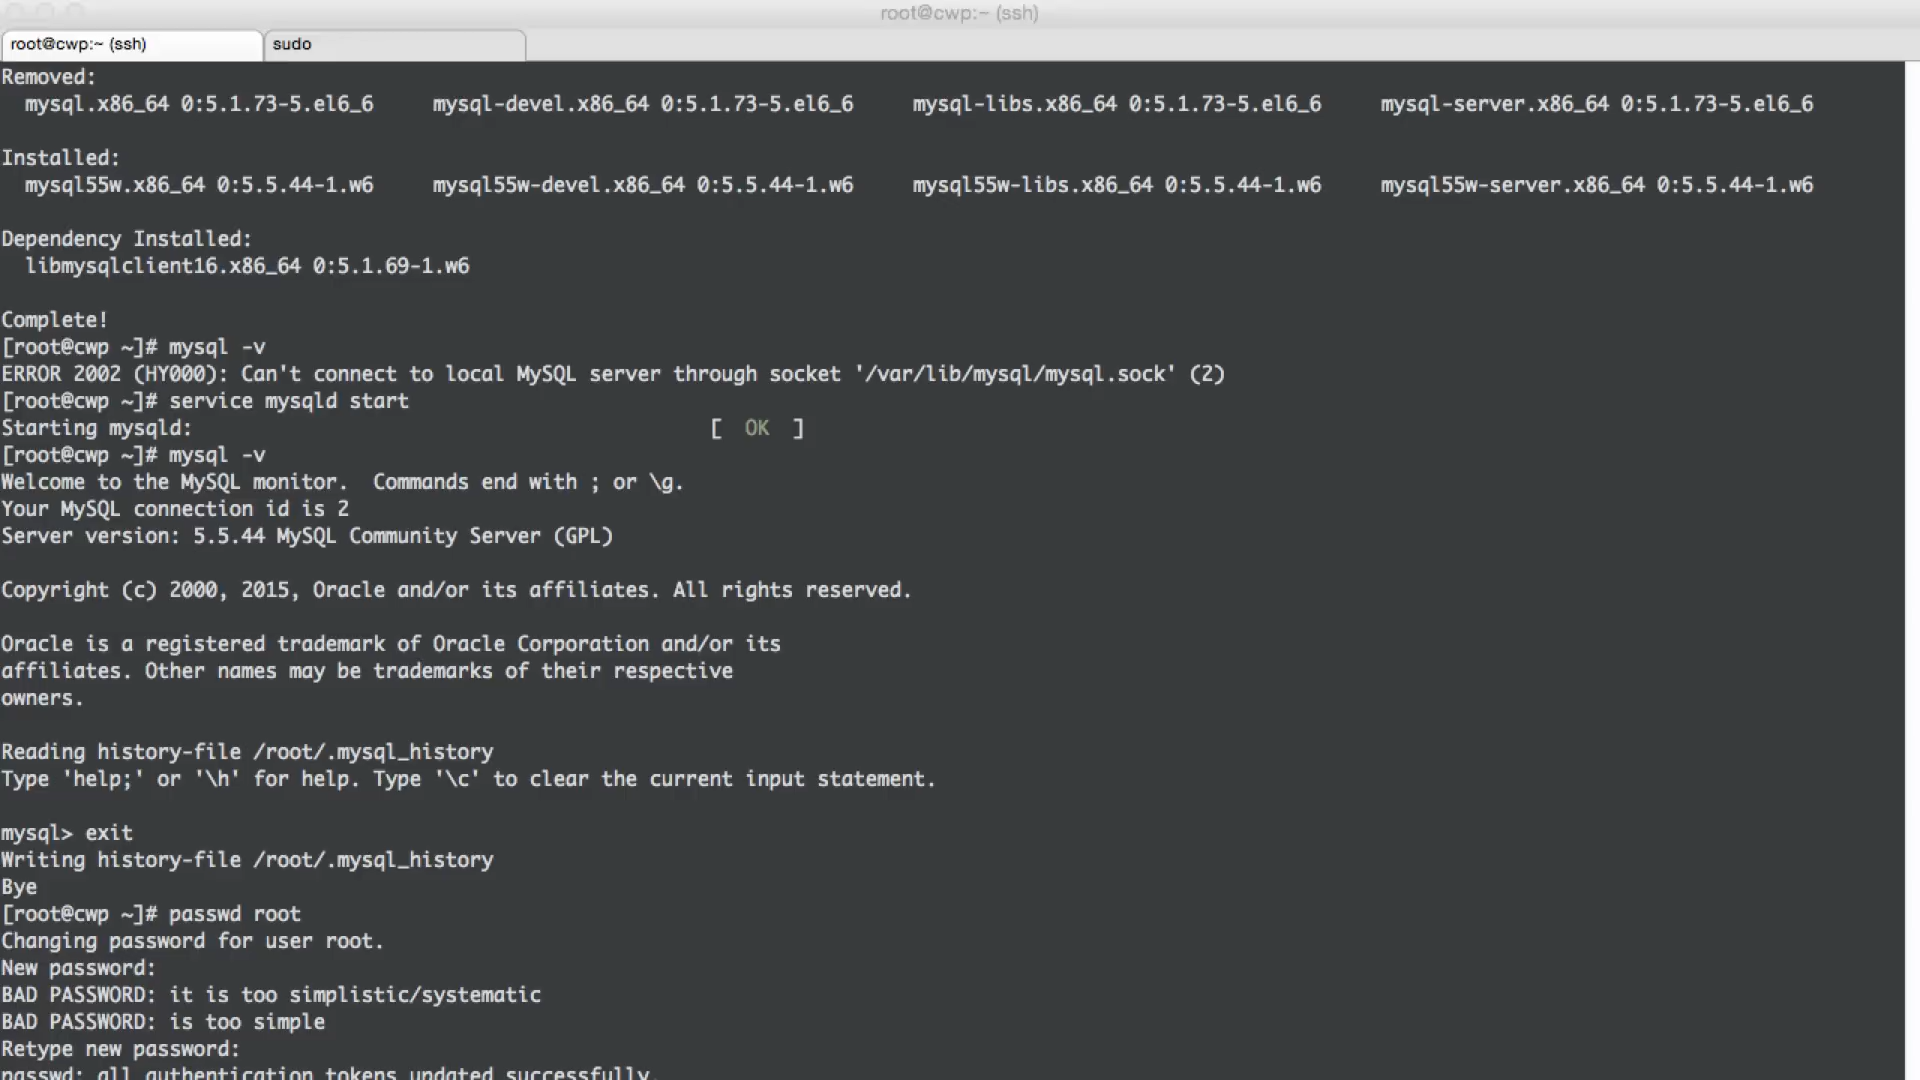 root@cwp:~ (ssh)
root@cwp:~ (ssh)    sudo
Removed:
  mysql.x86_64 0:5.1.73-5.el6_6     mysql-devel.x86_64 0:5.1.73-5.el6_6     mysql-libs.x86_64 0:5.1.73-5.el6_6     mysql-server.x86_64 0:5.1.73-5.el6_6
Installed:
  mysql55w.x86_64 0:5.5.44-1.w6     mysql55w-devel.x86_64 0:5.5.44-1.w6     mysql55w-libs.x86_64 0:5.5.44-1.w6     mysql55w-server.x86_64 0:5.5.44-1.w6
Dependency Installed:
  libmysqlclient16.x86_64 0:5.1.69-1.w6
Complete!
[root@cwp ~]# mysql -v
ERROR 2002 (HY000): Can't connect to local MySQL server through socket '/var/lib/mysql/mysql.sock' (2)
[root@cwp ~]# service mysqld start
Starting mysqld:                                           [  OK  ]
[root@cwp ~]# mysql -v
Welcome to the MySQL monitor.  Commands end with ; or \g.
Your MySQL connection id is 2
Server version: 5.5.44 MySQL Community Server (GPL)
Copyright (c) 2000, 2015, Oracle and/or its affiliates. All rights reserved.
Oracle is a registered trademark of Oracle Corporation and/or its
affiliates. Other names may be trademarks of their respective
owners.
Reading history-file /root/.mysql_history
Type 'help;' or '\h' for help. Type '\c' to clear the current input statement.
mysql> exit
Writing history-file /root/.mysql_history
Bye
[root@cwp ~]# passwd root
Changing password for user root.
New password:
BAD PASSWORD: it is too simplistic/systematic
BAD PASSWORD: is too simple
Retype new password:
passwd: all authentication tokens updated successfully.